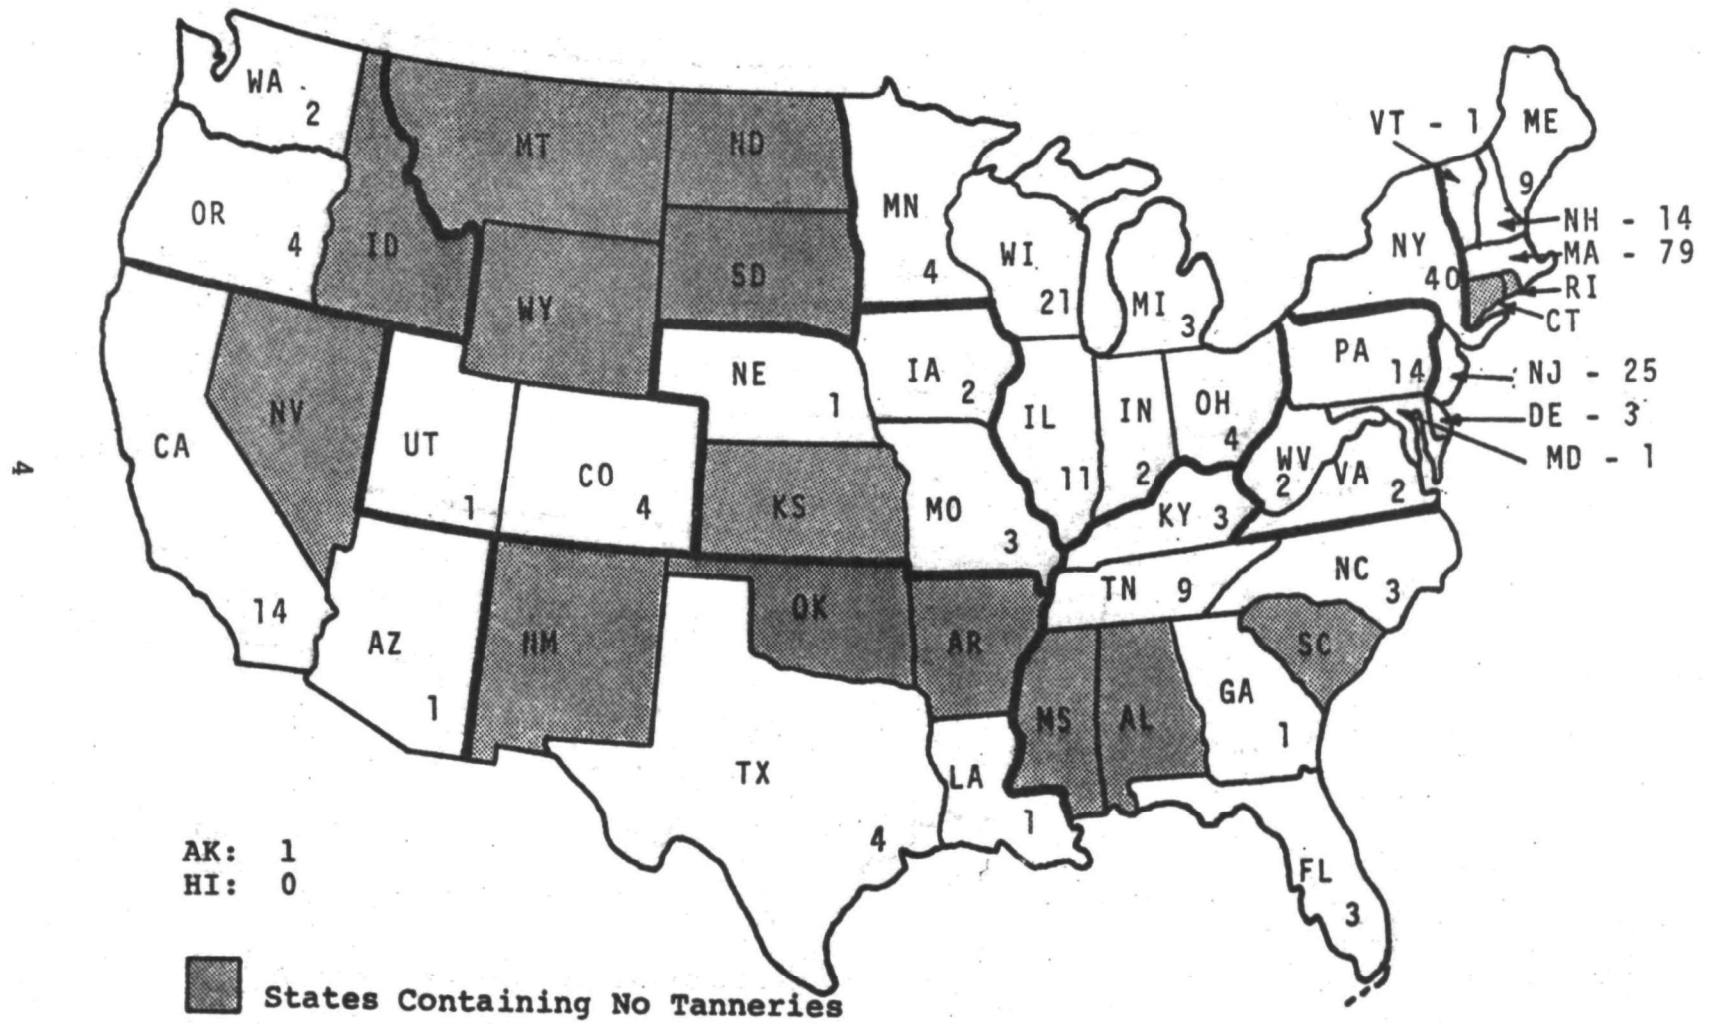 WA
2
OR
4
CA
14
NV
ID
MT
WY
UT
1
AZ
1
CO
4
NM
ND
SD
NE
1
KS
OK
TX
4
MN
4
IA
2
MO
3
AR
LA
1
WI
21
IL
11
MI
3
IN
2
OH
4
KY 3
TN 9
MS
AL
GA
1
FL
3
SC
NC
3
VA
2
WV
2
PA
14
NY
40
VT - 1
ME
9
NH - 14
MA - 79
RI
CT
NJ - 25
DE - 3
MD - 1
4
AK: 1
HI: 0
States Containing No Tanneries